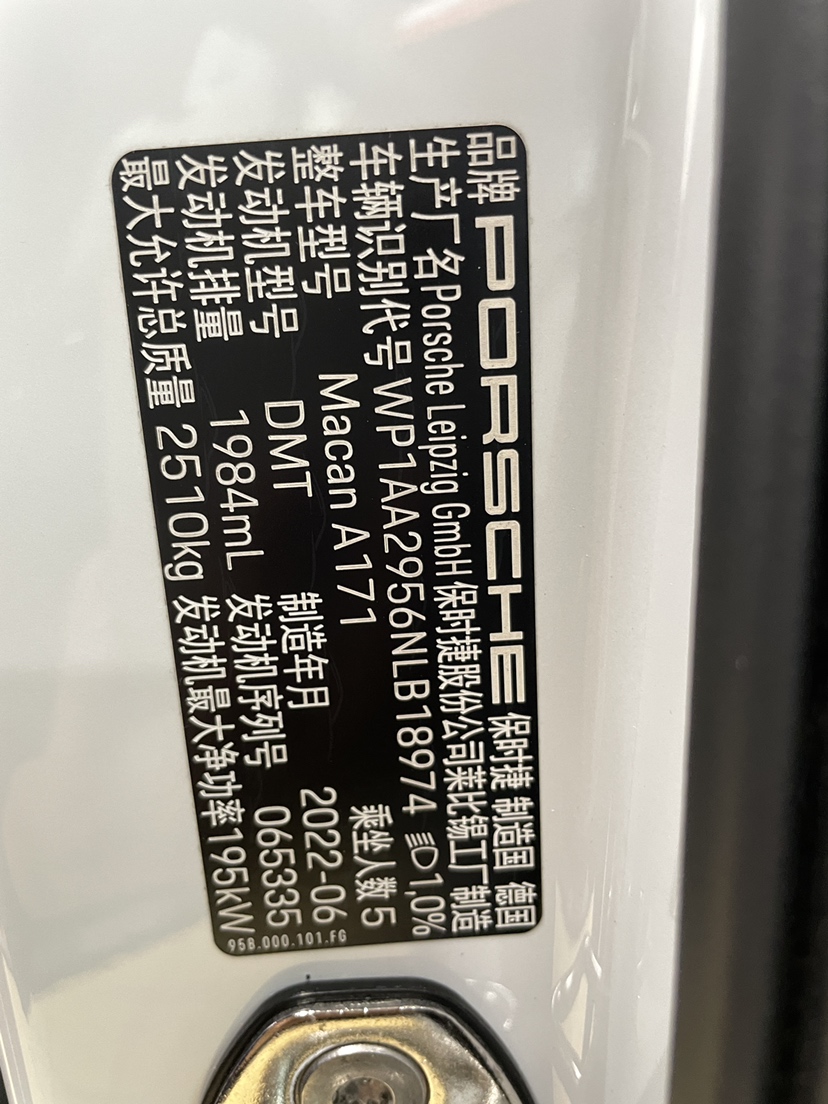 品牌 PORSCHE 保时捷 制造国 德国
生产厂名Porsche Leipzig GmbH 保时捷股份公司莱比锡工厂制造
车辆识别代号 WP1AA2956NLB18974 1,0%
整车型号 Macan A171 乘坐人数 5
发动机型号 DMT 制造年月 2022-06
发动机排量 1984mL 发动机序列号 065335
最大允许总质量 2510kg 发动机最大净功率195kW
95B.000.101.FG